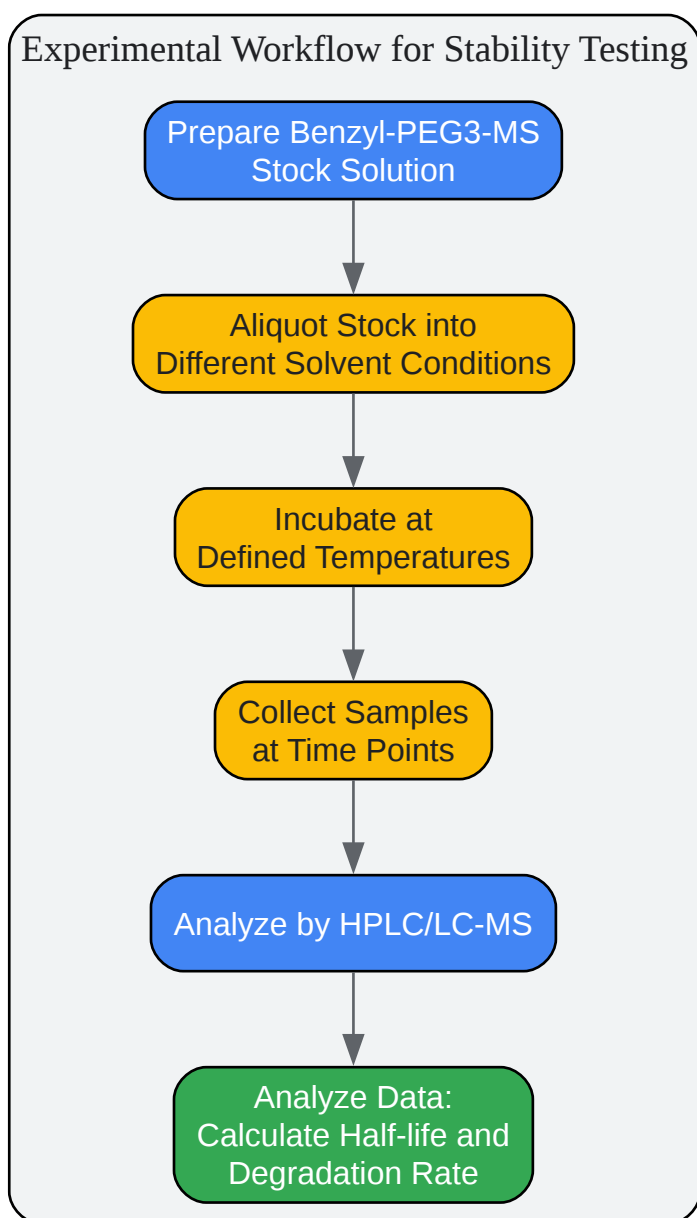 Experimental Workflow for Stability Testing
Prepare Benzyl-PEG3-MS
Stock Solution
Aliquot Stock into
Different Solvent Conditions
Incubate at
Defined Temperatures
Collect Samples
at Time Points
Analyze by HPLC/LC-MS
Analyze Data:
Calculate Half-life and
Degradation Rate